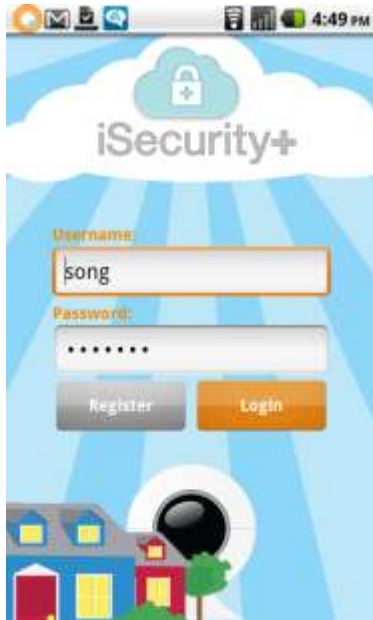 4:49 PM
iSecurity+
Username:
song
Password:
•••••••
Register
Login